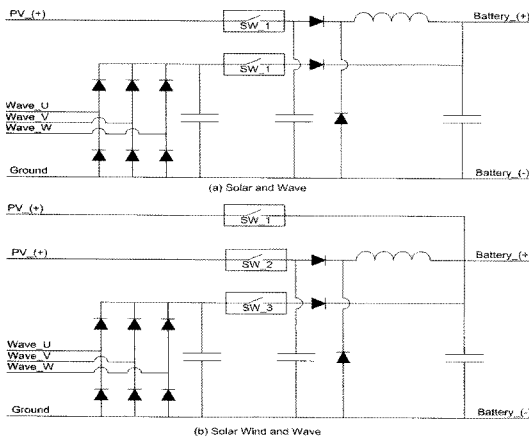 PV_(+)
SW_1
Battery_(+)
SW_1
Wave_U
Wave_V
Wave_W
Ground
Battery_(-)
(a) Solar and Wave
PV_(+)
SW_1
PV_(+)
SW_2
Battery_(+
SW_3
Wave_U
Wave_V
Wave_W
Ground
Battery_(-
(b) Solar Wind and Wave